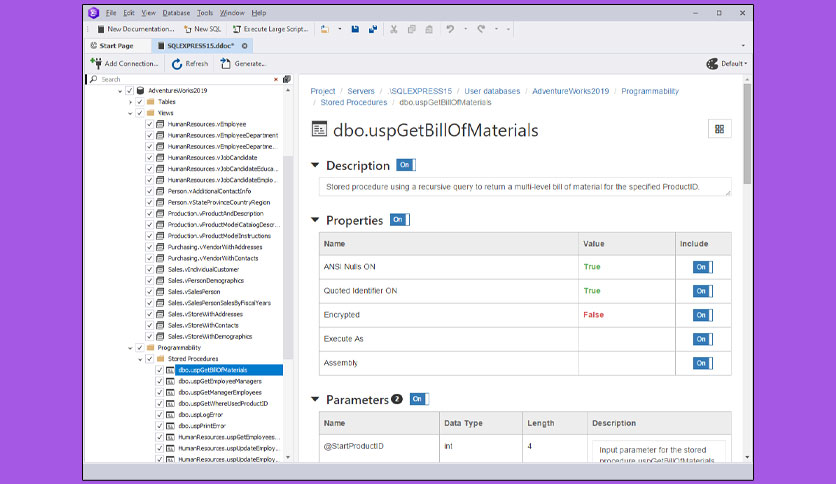 File Edit View Database Tools Window Help
New Documentation... New SQL Execute Large Script...
Start Page SQLEXPRESS15.ddoc*
Add Connection... Refresh Generate... Default
Search
AdventureWorks2019
Tables
Views
HumanResources.vEmployee
HumanResources.vEmployeeDepartment
HumanResources.vEmployeeDepartme...
HumanResources.vJobCandidate
HumanResources.vJobCandidateEduca...
HumanResources.vJobCandidateEmplo...
Person.vAdditionalContactInfo
Person.vStateProvinceCountryRegion
Production.vProductAndDescription
Production.vProductModelCatalogDescr...
Production.vProductModelInstructions
Purchasing.vVendorWithAddresses
Purchasing.vVendorWithContacts
Sales.vIndividualCustomer
Sales.vPersonDemographics
Sales.vSalesPerson
Sales.vSalesPersonSalesByFiscalYears
Sales.vStoreWithAddresses
Sales.vStoreWithContacts
Sales.vStoreWithDemographics
Programmability
Stored Procedures
dbo.uspGetBillOfMaterials
dbo.uspGetEmployeeManagers
dbo.uspGetManagerEmployees
dbo.uspGetWhereUsedProductID
dbo.uspLogError
dbo.uspPrintError
HumanResources.uspGetEmployees...
HumanResources.uspUpdateEmploy...
HumanResources.uspUpdateEmploy...
Project / Servers / .\SQLEXPRESS15 / User databases / AdventureWorks2019 / Programmability
/ Stored Procedures / dbo.uspGetBillOfMaterials
dbo.uspGetBillOfMaterials
Description On
Stored procedure using a recursive query to return a multi-level bill of material for the specified ProductID.
Properties On
Name Value Include
ANSI Nulls ON True On
Quoted Identifier ON True On
Encrypted False On
Execute As On
Assembly On
Parameters 2 On
Name Data Type Length Description
@StartProductID int 4 Input parameter for the stored
procedure uspGetBillOfMaterials